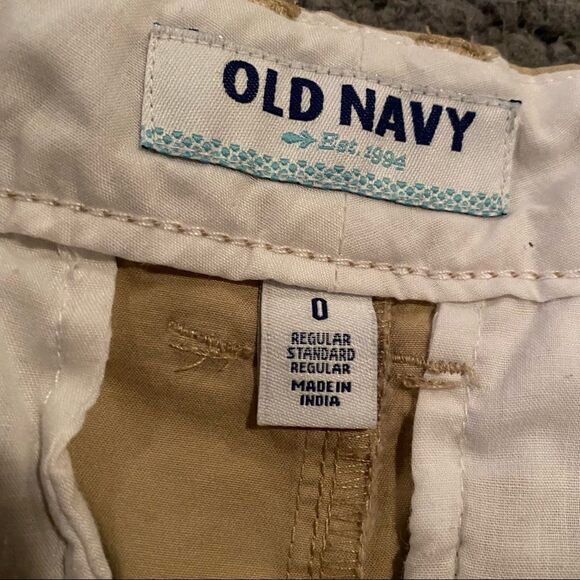 OLD NAVY
Est 1994
0
REGULAR
STANDARD
REGULAR
MADE IN
INDIA